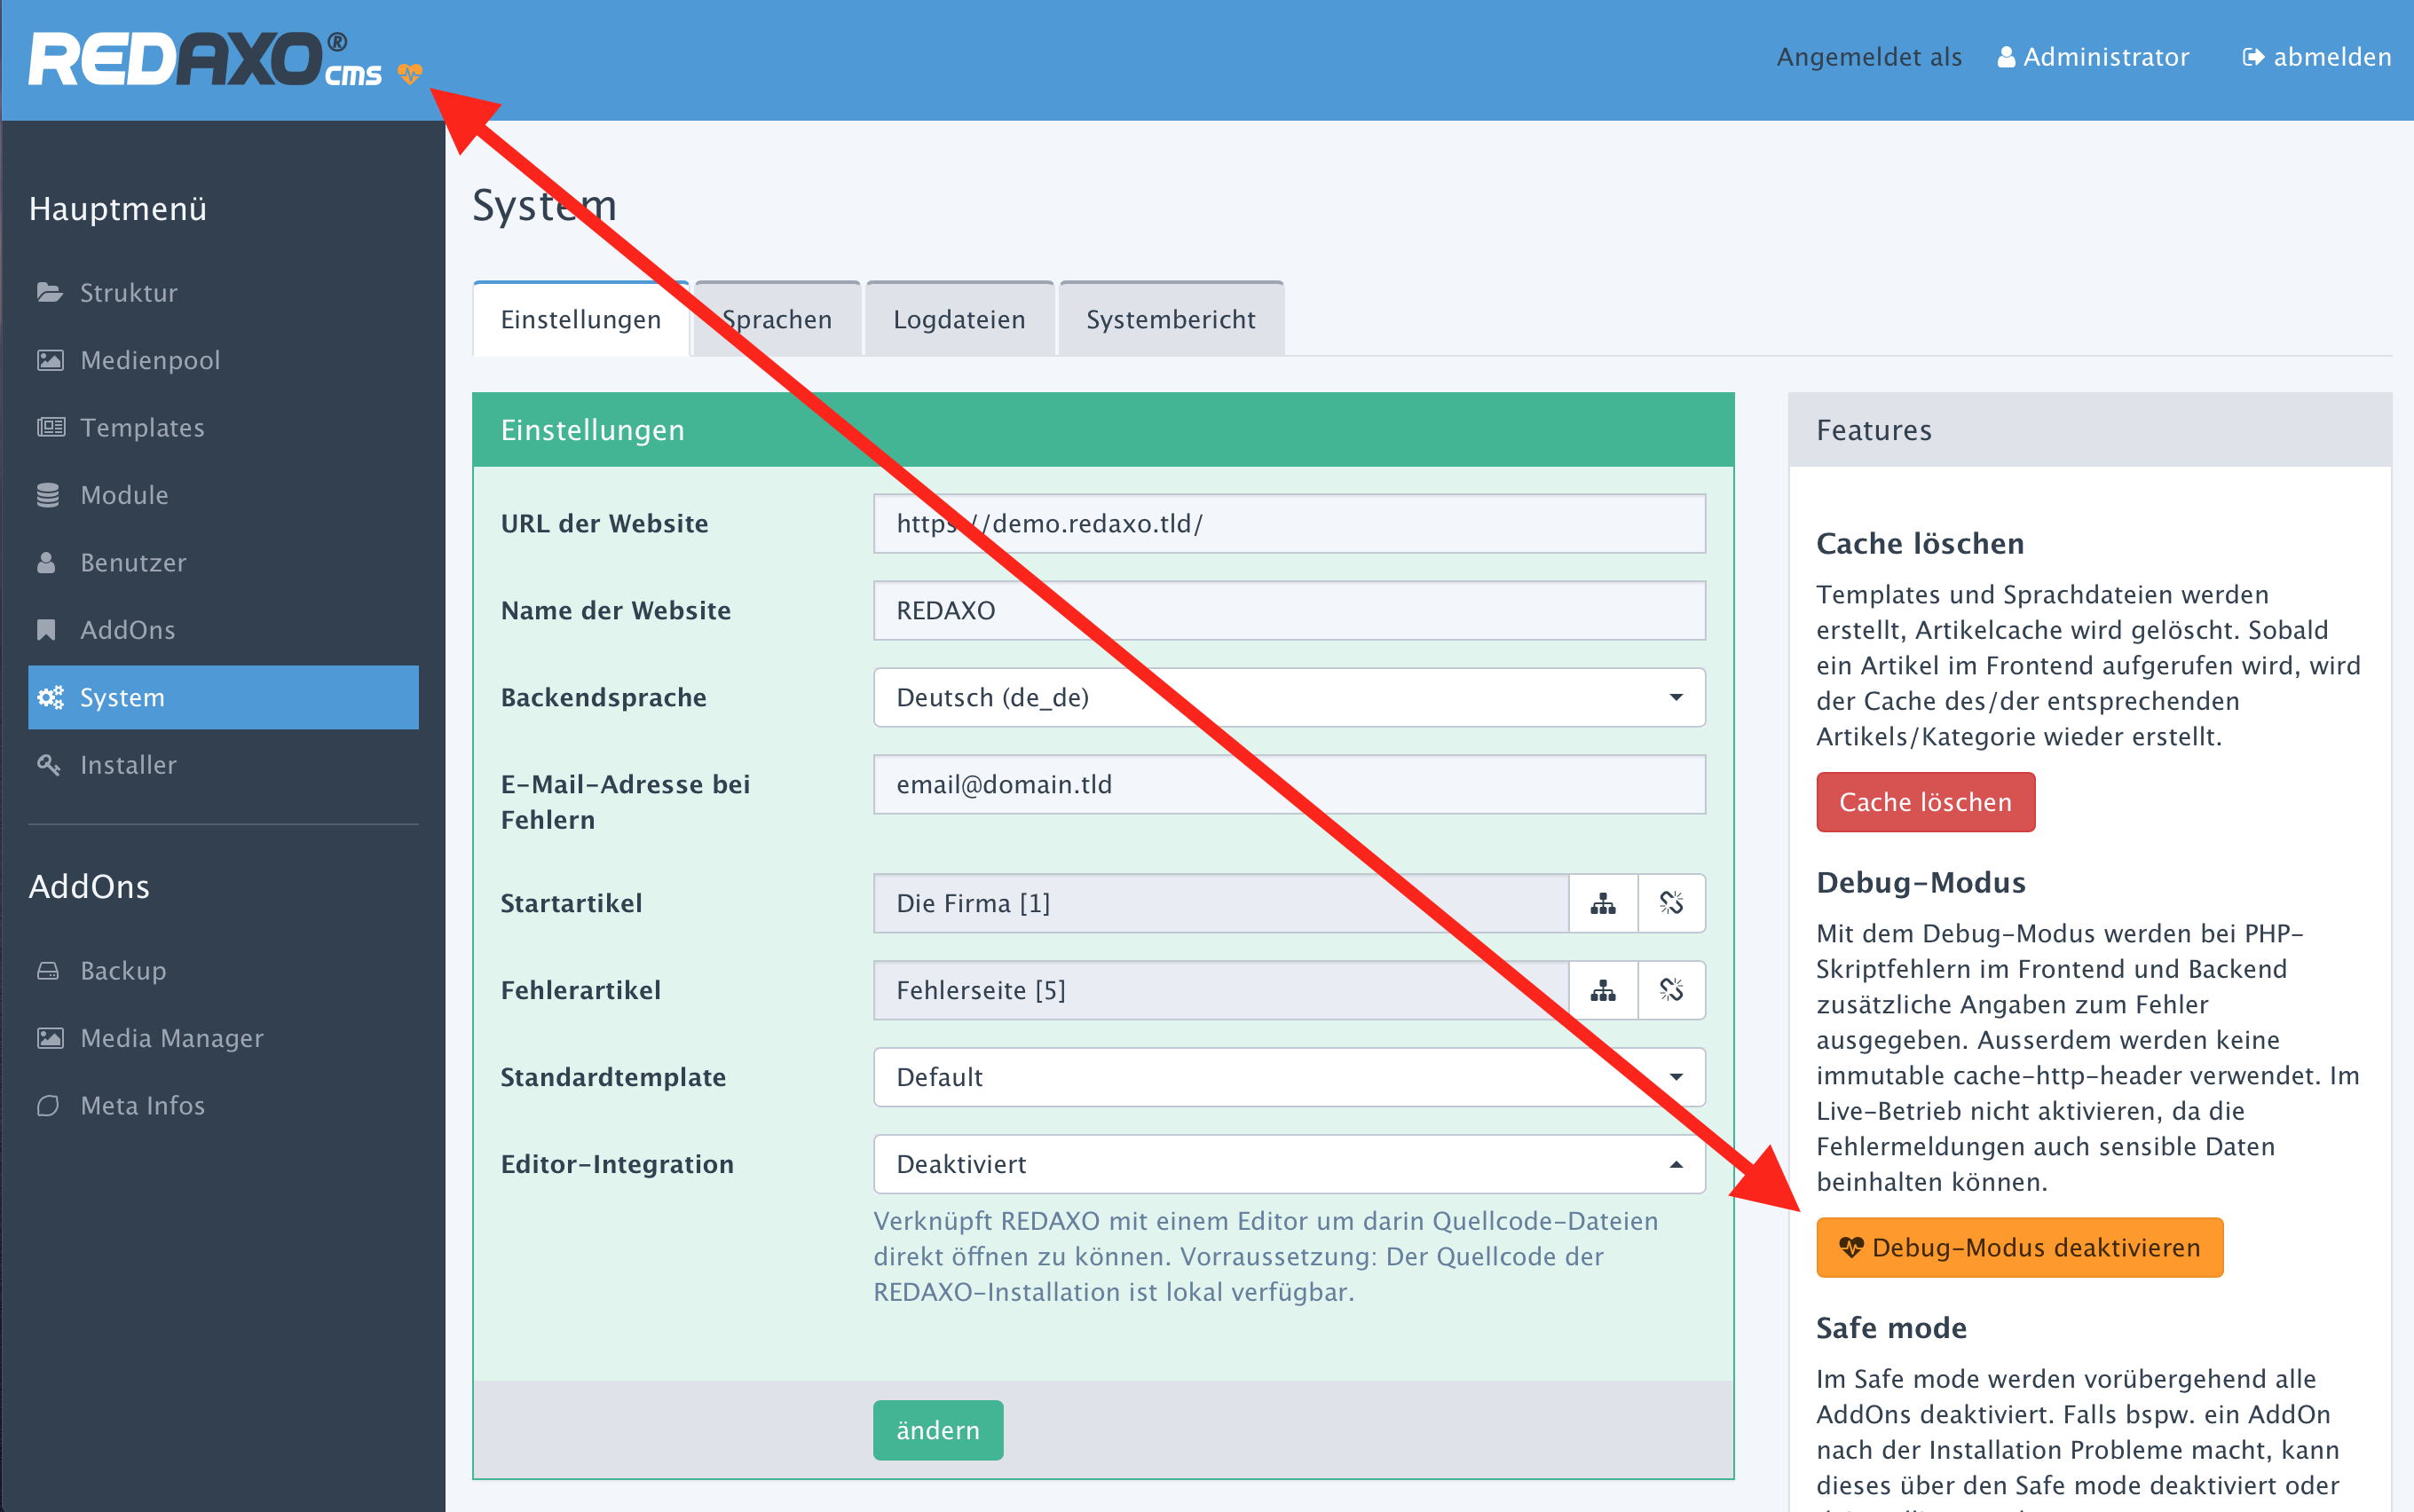 REDAXO® cms
Angemeldet als Administrator abmelden
Hauptmenü
Struktur
Medienpool
Templates
Module
Benutzer
AddOns
System
Installer
AddOns
Backup
Media Manager
Meta Infos
System
Einstellungen Sprachen Logdateien Systembericht
Einstellungen
URL der Website https://demo.redaxo.tld/
Name der Website REDAXO
Backendsprache Deutsch (de_de)
E-Mail-Adresse bei
Fehlern
email@domain.tld
Startartikel Die Firma [1]
Fehlerartikel Fehlerseite [5]
Standardtemplate Default
Editor-Integration Deaktiviert
Verknüpft REDAXO mit einem Editor um darin Quellcode-Dateien
direkt öffnen zu können. Vorraussetzung: Der Quellcode der
REDAXO-Installation ist lokal verfügbar.
ändern
Features
Cache löschen
Templates und Sprachdateien werden
erstellt, Artikelcache wird gelöscht. Sobald
ein Artikel im Frontend aufgerufen wird, wird
der Cache des/der entsprechenden
Artikels/Kategorie wieder erstellt.
Cache löschen
Debug-Modus
Mit dem Debug-Modus werden bei PHP-
Skriptfehlern im Frontend und Backend
zusätzliche Angaben zum Fehler
ausgegeben. Ausserdem werden keine
immutable cache-http-header verwendet. Im
Live-Betrieb nicht aktivieren, da die
Fehlermeldungen auch sensible Daten
beinhalten können.
Debug-Modus deaktivieren
Safe mode
Im Safe mode werden vorübergehend alle
AddOns deaktiviert. Falls bspw. ein AddOn
nach der Installation Probleme macht, kann
dieses über den Safe mode deaktiviert oder